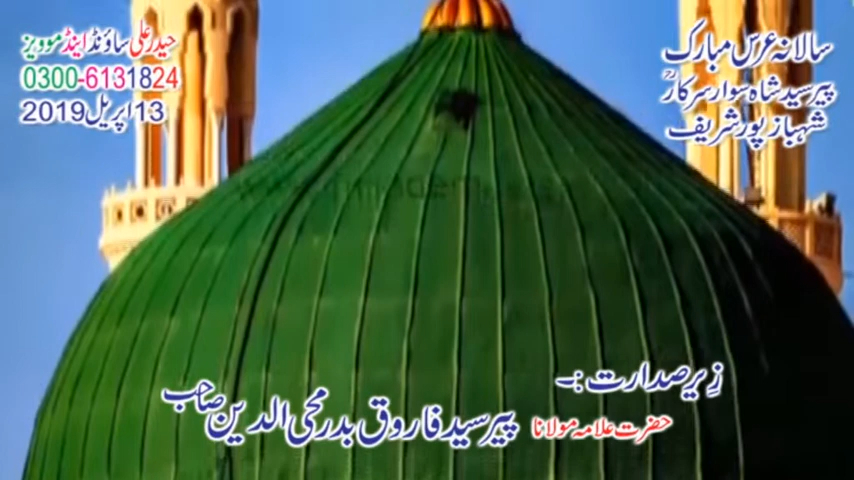 حیدر علی ساؤنڈ اینڈ موویز
0300-6131824
13 اپریل 2019
سالانہ عرس مبارک
پیر سید شاہ سوار سرکارؒ
شہباز پور شریف
زیر صدارت :-
حضرت علامہ مولانا پیر سید فاروق بدر محی الدین صاحب